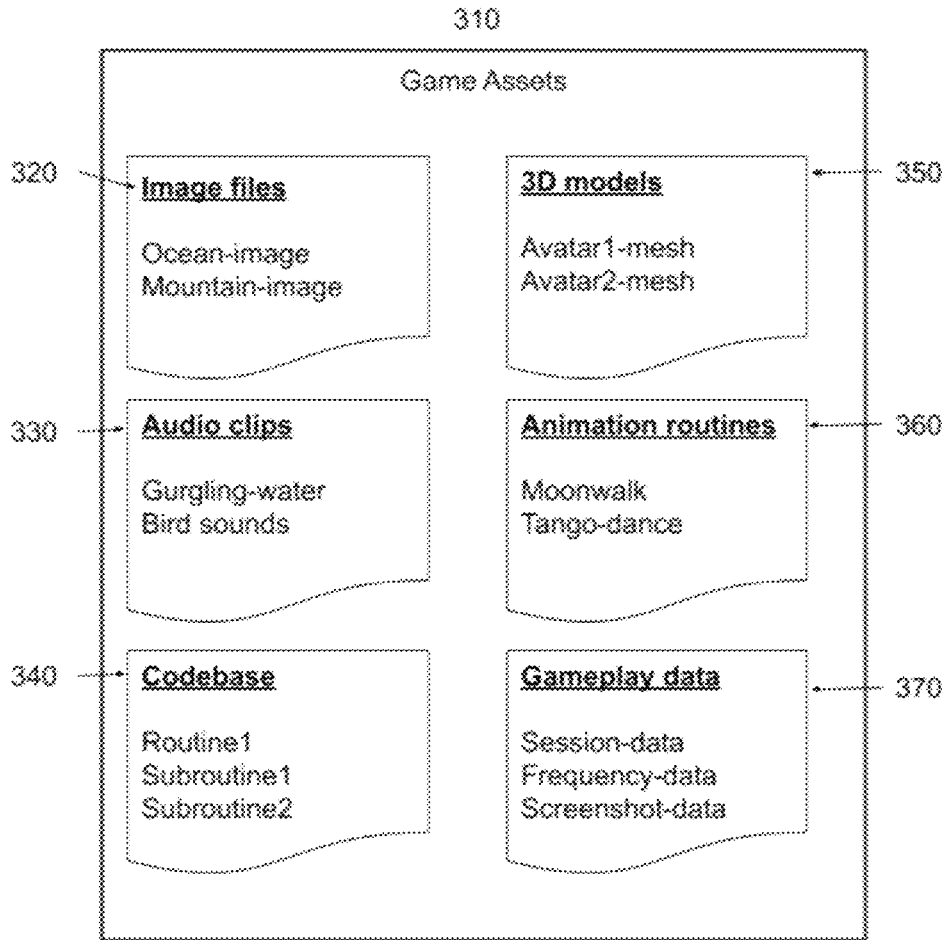 310
Game Assets
320
Image files
Ocean-image
Mountain-image
350
3D models
Avatar1-mesh
Avatar2-mesh
330
Audio clips
Gurgling-water
Bird sounds
360
Animation routines
Moonwalk
Tango-dance
340
Codebase
Routine1
Subroutine1
Subroutine2
370
Gameplay data
Session-data
Frequency-data
Screenshot-data